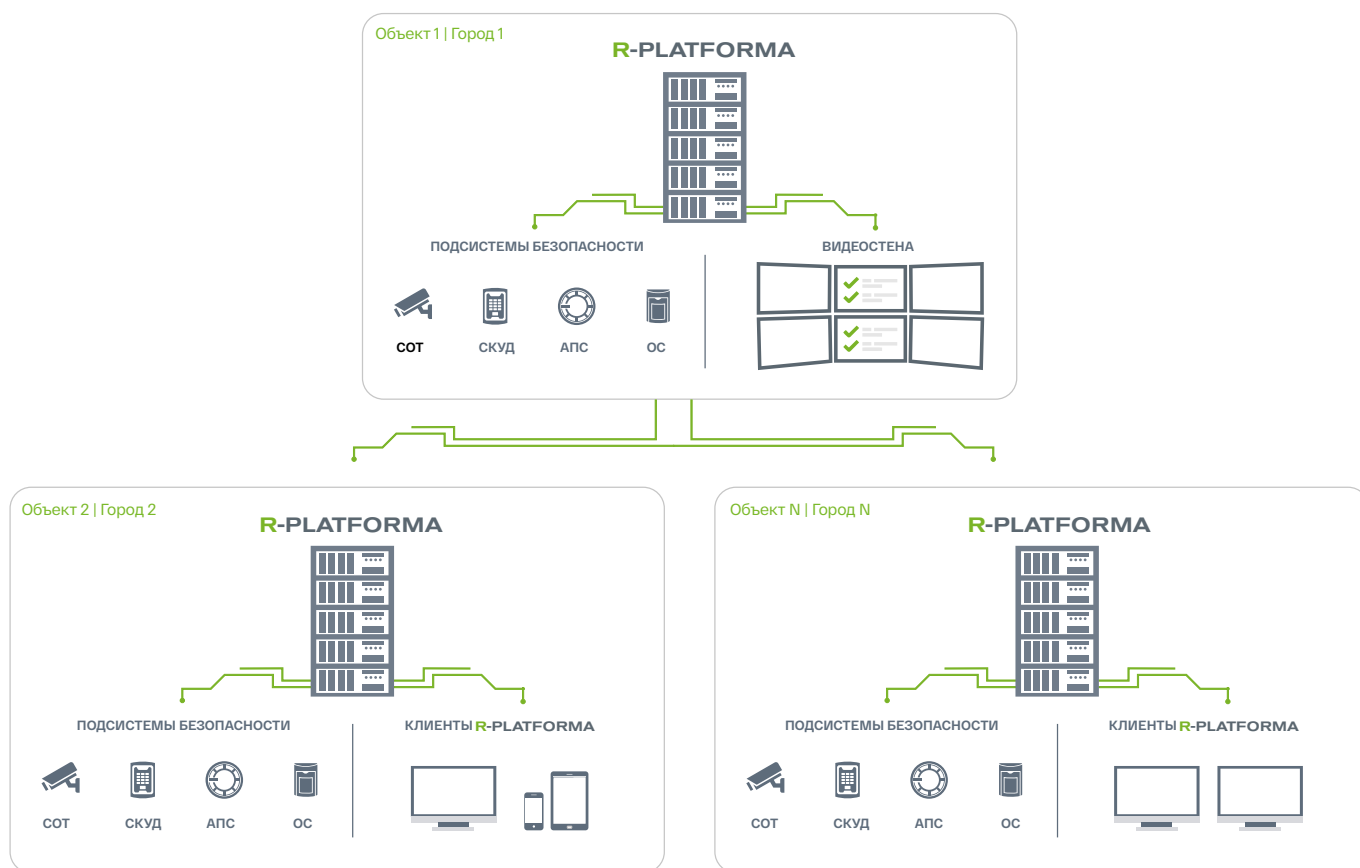 Объект 1 | Город 1
R-PLATFORMA
ПОДСИСТЕМЫ БЕЗОПАСНОСТИ
ВИДЕОСТЕНА
СОТ СКУД АПС ОС
Объект 2 | Город 2
R-PLATFORMA
ПОДСИСТЕМЫ БЕЗОПАСНОСТИ
КЛИЕНТЫ R-PLATFORMA
СОТ СКУД АПС ОС
Объект N | Город N
R-PLATFORMA
ПОДСИСТЕМЫ БЕЗОПАСНОСТИ
КЛИЕНТЫ R-PLATFORMA
СОТ СКУД АПС ОС